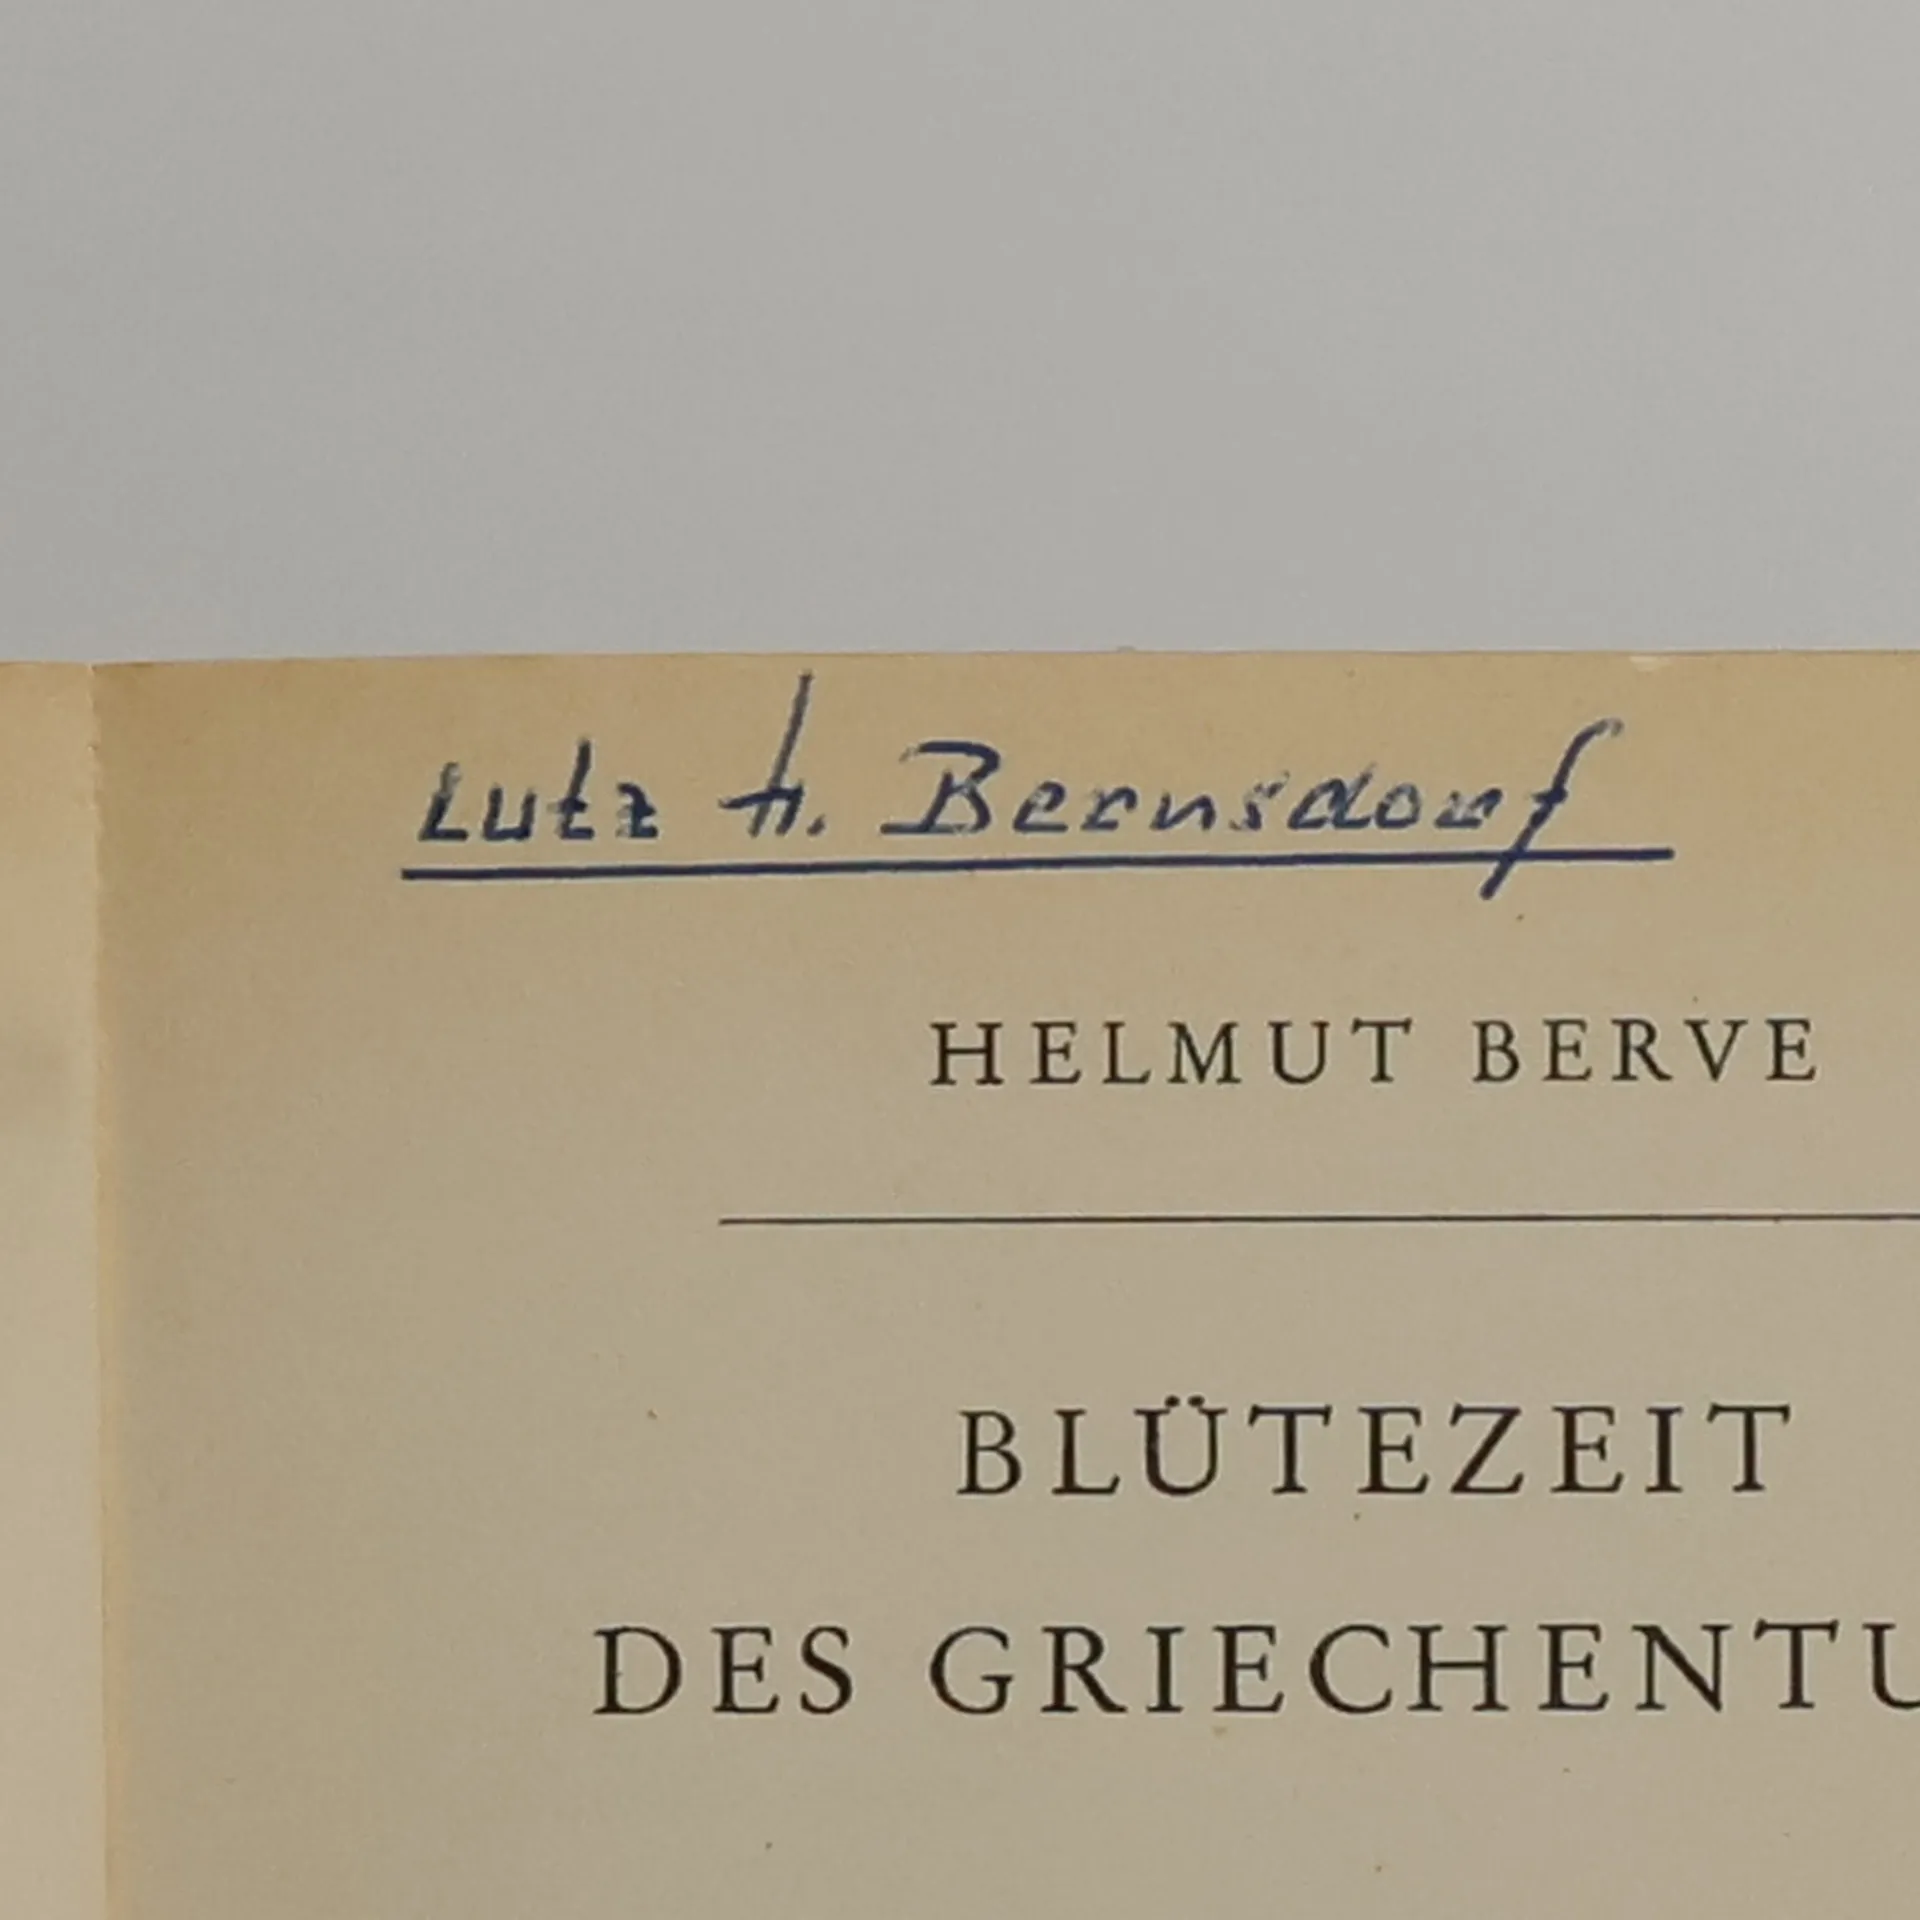 Lutz H. Bernsdorf
HELMUT BERVE
BLÜTEZEIT
DES GRIECHENTU